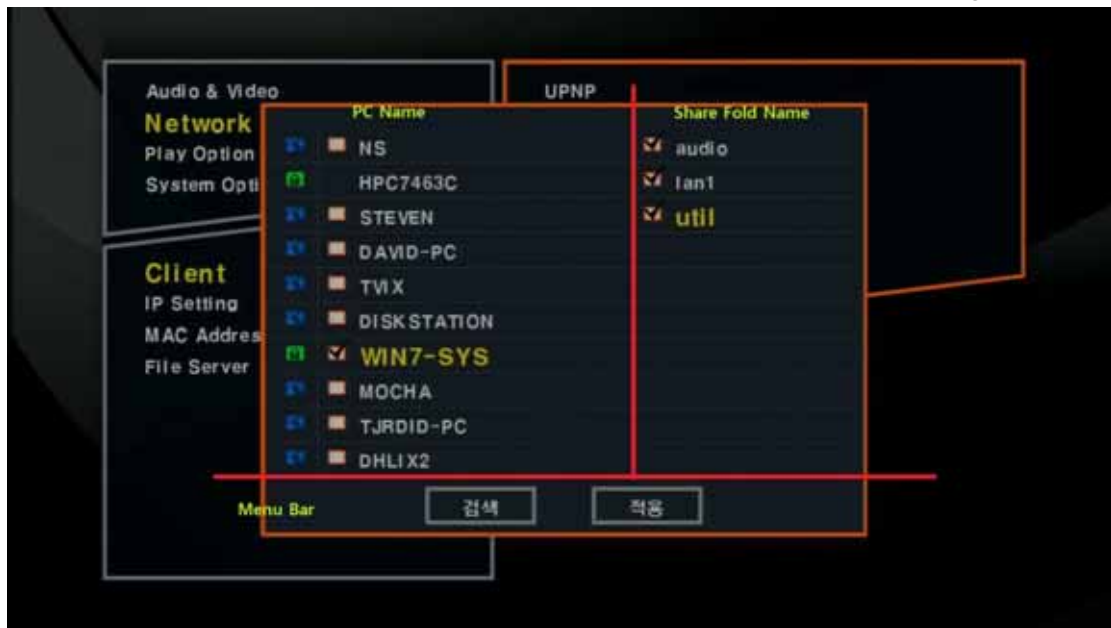 Audio & Video
Network
Play Option
System Opti
Client
IP Setting
MAC Addres
File Server
UPNP
PC Name
NS
HPC7463C
STEVEN
DAVID-PC
TVIX
DISKSTATION
WIN7-SYS
MOCHA
TJRDID-PC
DHLIX2
Share Fold Name
audio
lan1
util
Menu Bar
검색
적용